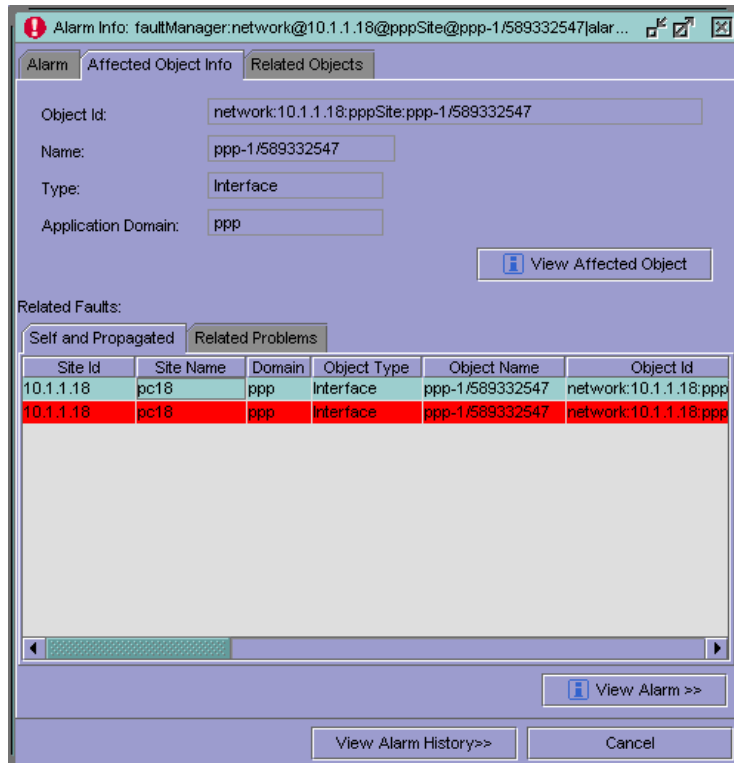 Alarm Info: faultManager:network@10.1.1.18@pppSite@ppp-1/589332547|alar...
Alarm Affected Object Info Related Objects
Object Id: network:10.1.1.18:pppSite:ppp-1/589332547
Name: ppp-1/589332547
Type: Interface
Application Domain: ppp
View Affected Object
Related Faults:
Self and Propagated Related Problems
Site Id Site Name Domain Object Type Object Name Object Id
10.1.1.18 pc18 ppp Interface ppp-1/589332547 network:10.1.1.18:ppp
10.1.1.18 pc18 ppp Interface ppp-1/589332547 network:10.1.1.18:ppp
View Alarm >>
View Alarm History>> Cancel